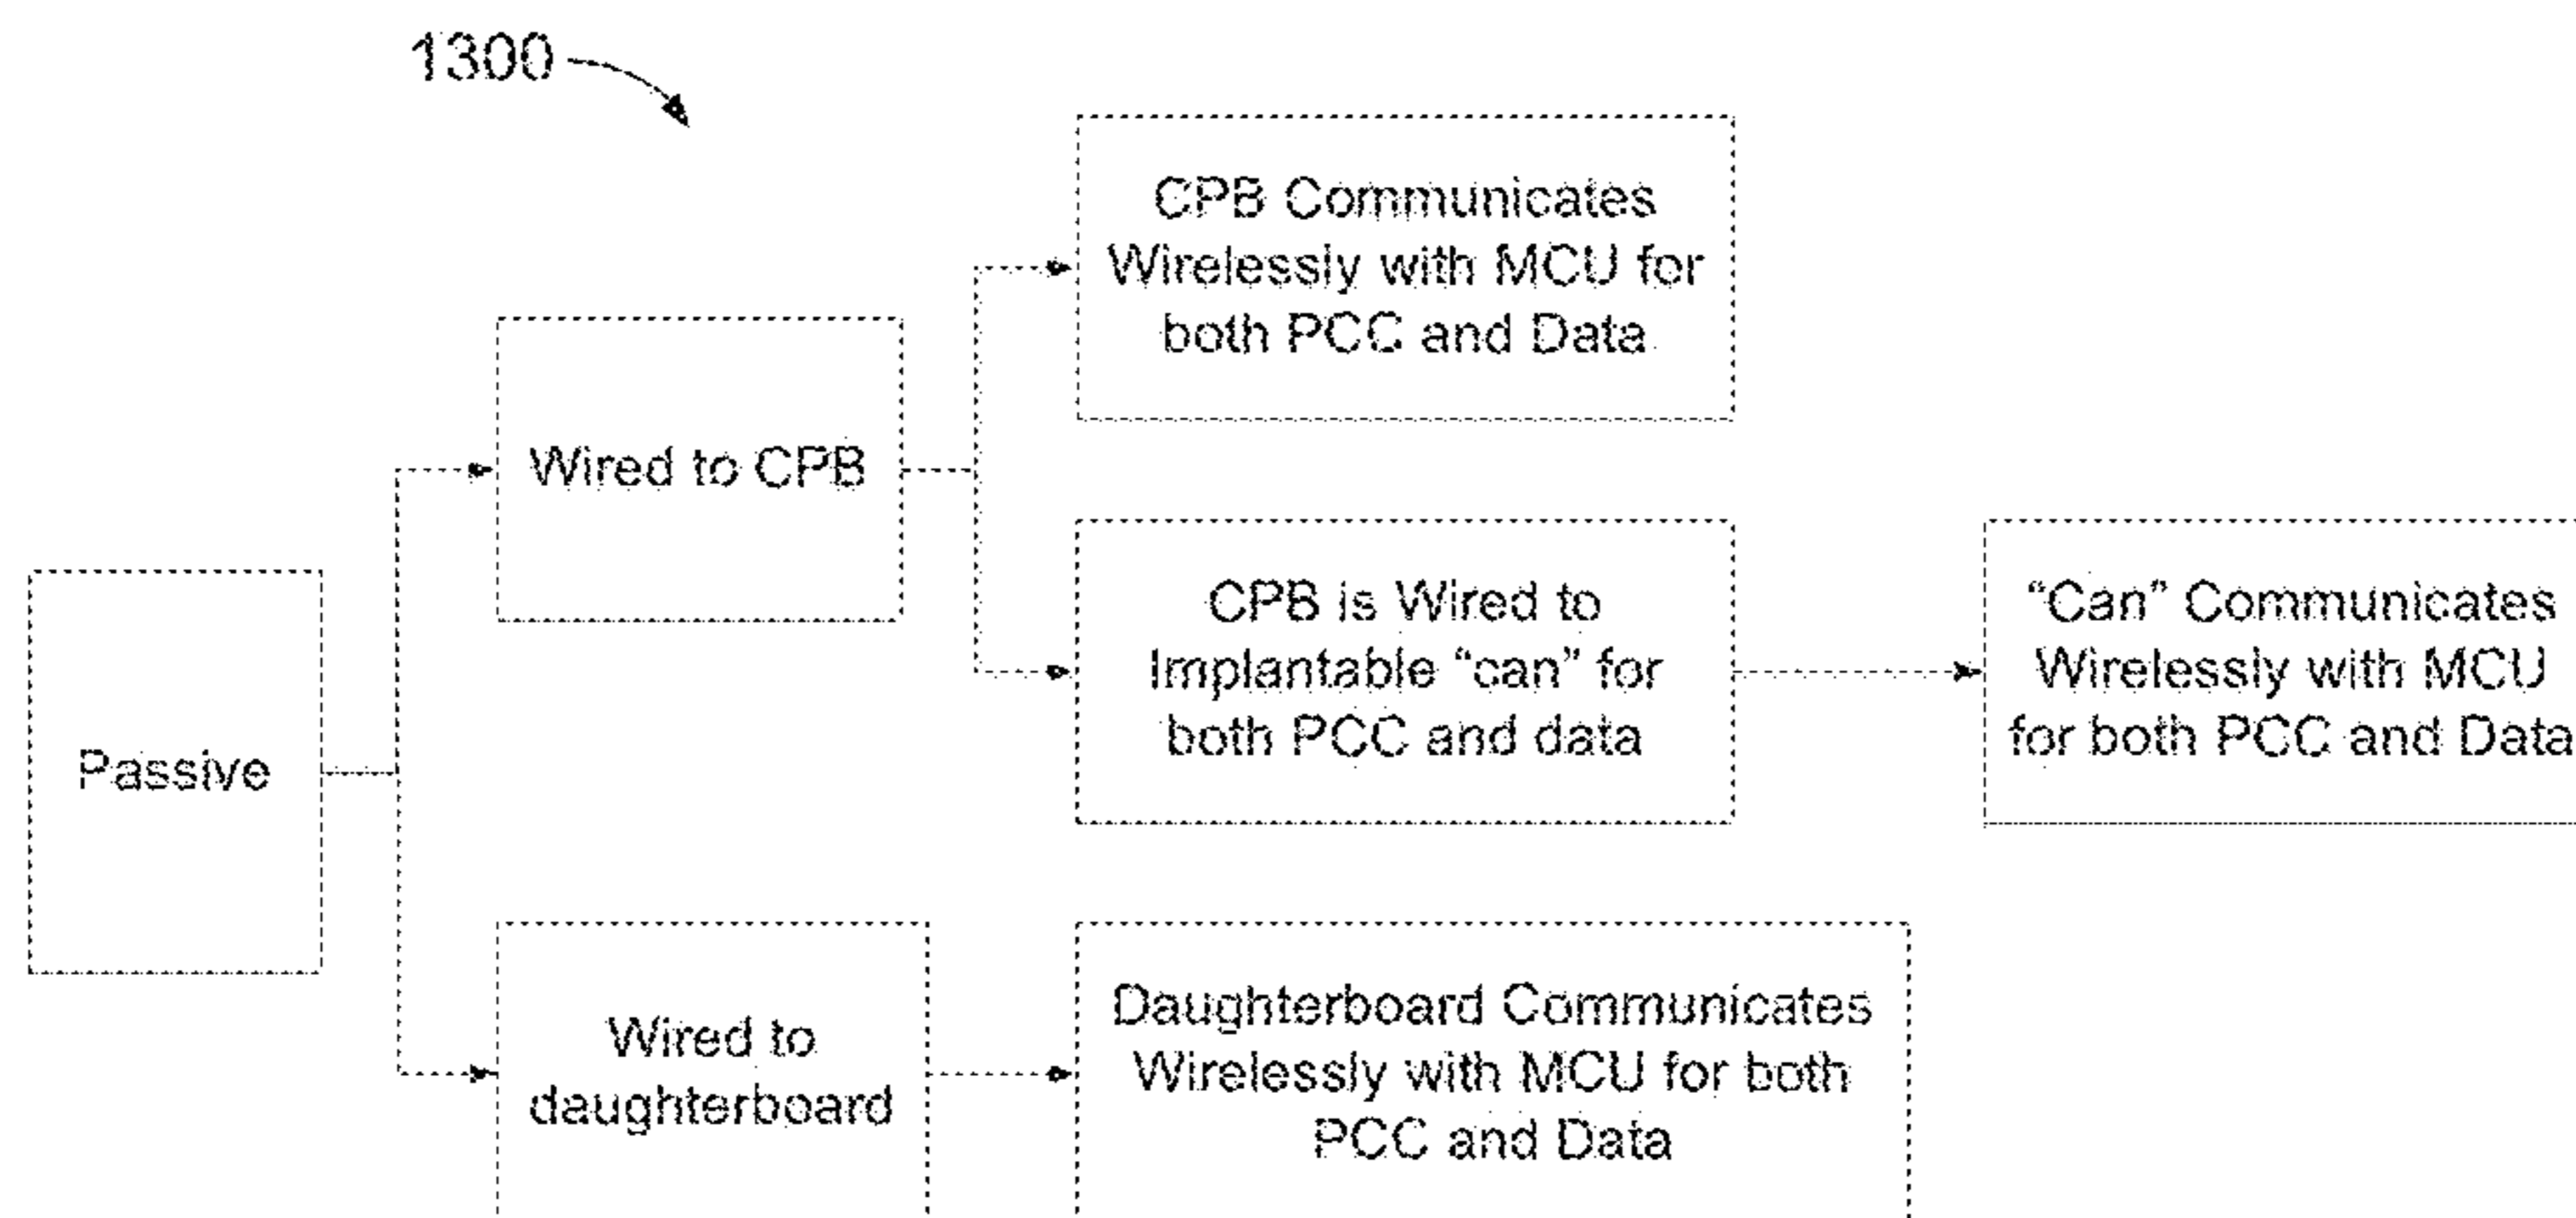 1300
CPB Communicates
Wirelessly with MCU for
both PCC and Data
Wired to CPB
CPB is Wired to
Implantable “can” for
both PCC and data
“Can” Communicates
Wirelessly with MCU
for both PCC and Data
Passive
Wired to
daughterboard
Daughterboard Communicates
Wirelessly with MCU for both
PCC and Data